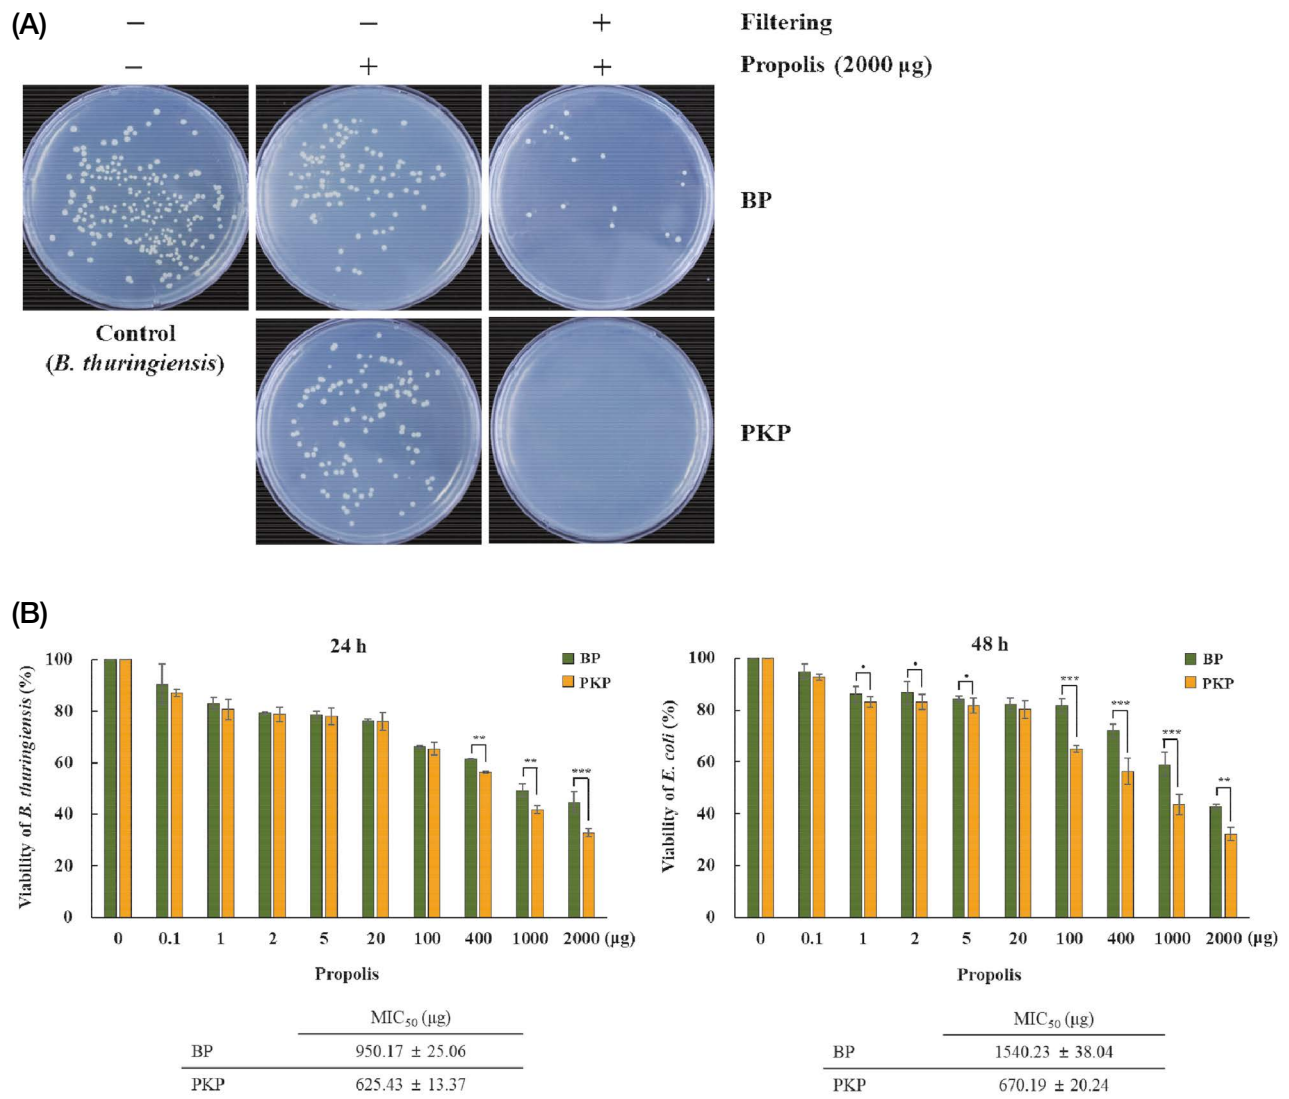 (A)
− − + Filtering
− + + Propolis (2000 µg)
BP
Control
(B. thuringiensis)
PKP
(B)
24 h
BP
PKP
Viability of B. thuringiensis (%)
100
80
60
40
20
0
** ** ***
0 0.1 1 2 5 20 100 400 1000 2000 (µg)
Propolis
MIC50 (µg)
BP 950.17 ± 25.06
PKP 625.43 ± 13.37
48 h
BP
PKP
Viability of E. coli (%)
100
80
60
40
20
0
* * * *** *** *** **
0 0.1 1 2 5 20 100 400 1000 2000 (µg)
Propolis
MIC50 (µg)
BP 1540.23 ± 38.04
PKP 670.19 ± 20.24